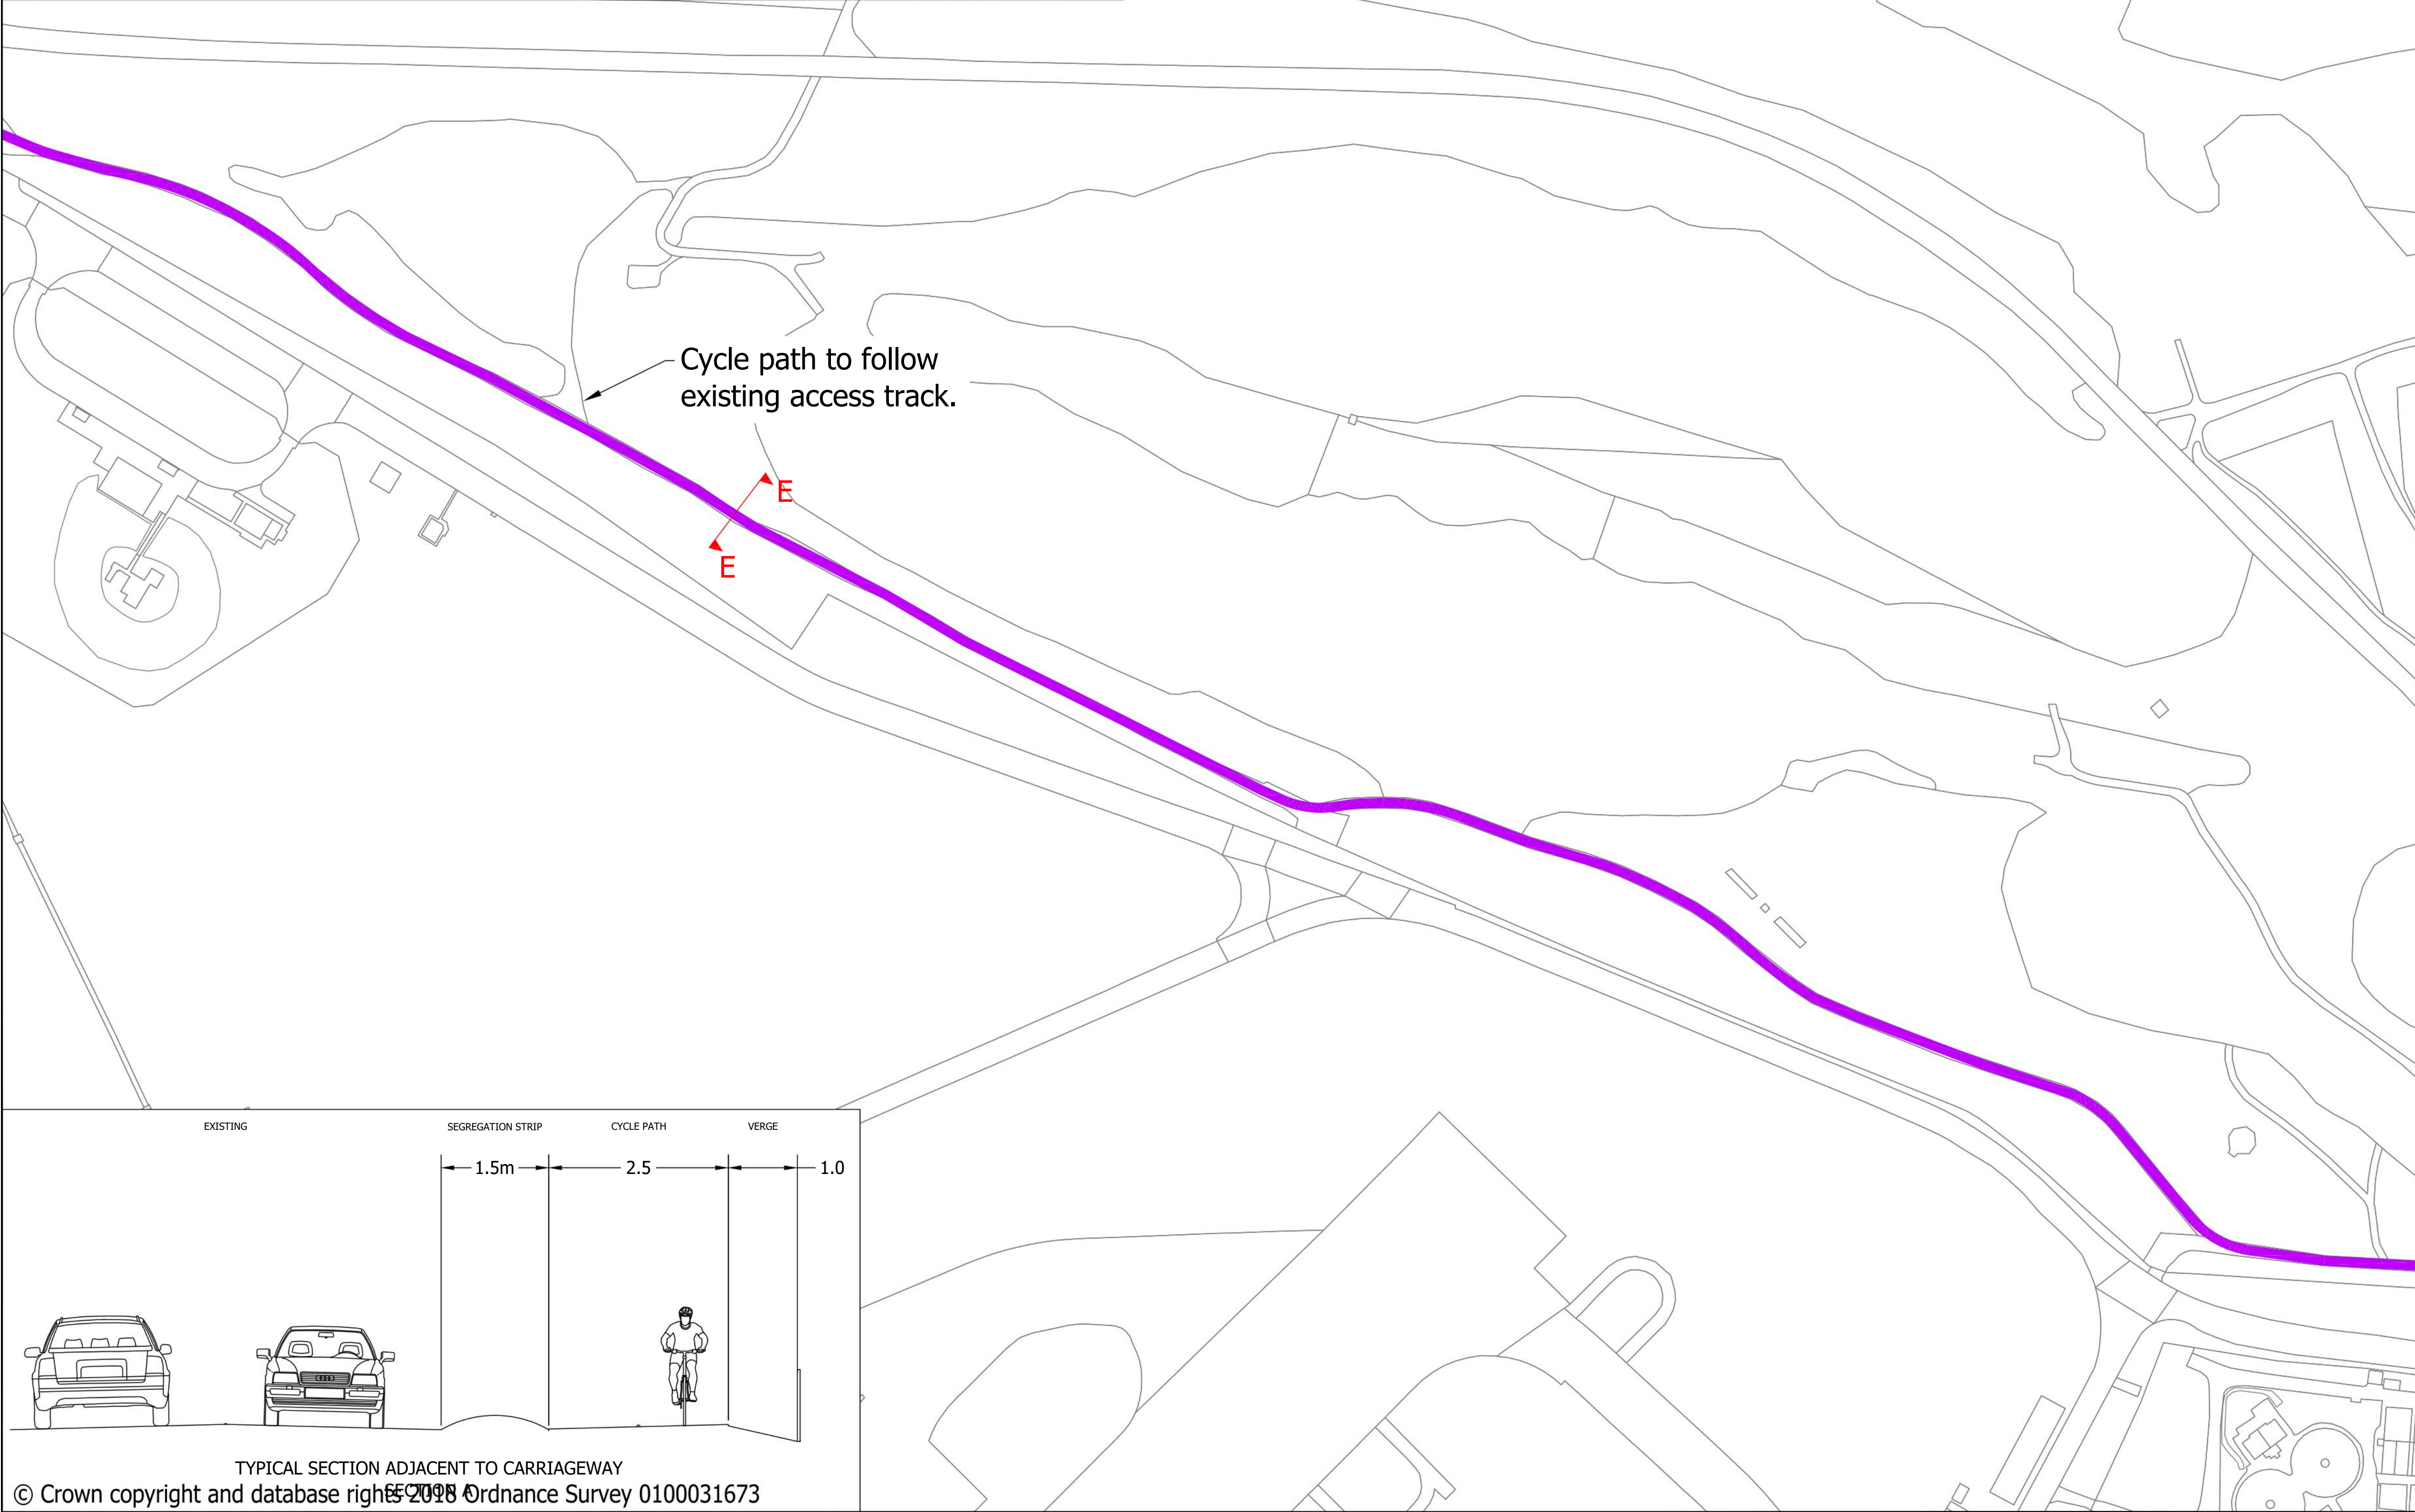 Cycle path to follow
existing access track.
E
E
EXISTING
SEGREGATION STRIP
CYCLE PATH
VERGE
1.5m
2.5
1.0
TYPICAL SECTION ADJACENT TO CARRIAGEWAY
SECTION A
© Crown copyright and database rights 2018 Ordnance Survey 0100031673